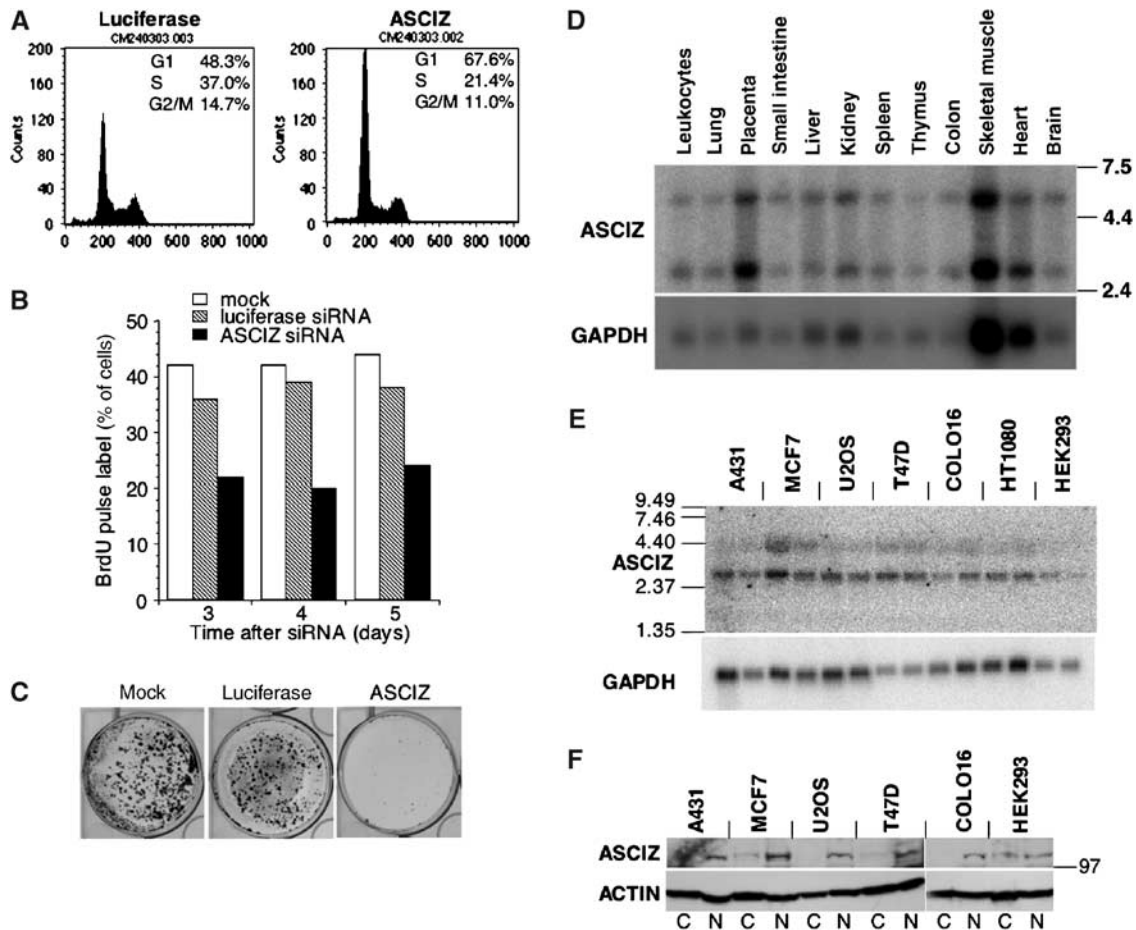 A
Luciferase
CM240303.003
G1 48.3%
S 37.0%
G2/M 14.7%
Counts
200
160
120
80
40
0
0 200 400 600 800 1000
ASCIZ
CM240303.002
G1 67.6%
S 21.4%
G2/M 11.0%
Counts
200
160
120
80
40
0
0 200 400 600 800 1000
B
mock
luciferase siRNA
ASCIZ siRNA
BrdU pulse label (% of cells)
50
40
30
20
10
0
3 4 5
Time after siRNA (days)
C
Mock Luciferase ASCIZ
D
Leukocytes
Lung
Placenta
Small intestine
Liver
Kidney
Spleen
Thymus
Colon
Skeletal muscle
Heart
Brain
7.5
4.4
2.4
ASCIZ
GAPDH
E
A431
MCF7
U2OS
T47D
COLO16
HT1080
HEK293
9.49
7.46
4.40
ASCIZ
2.37
1.35
GAPDH
F
A431
MCF7
U2OS
T47D
COLO16
HEK293
ASCIZ
97
ACTIN
C N C N C N C N C N C N